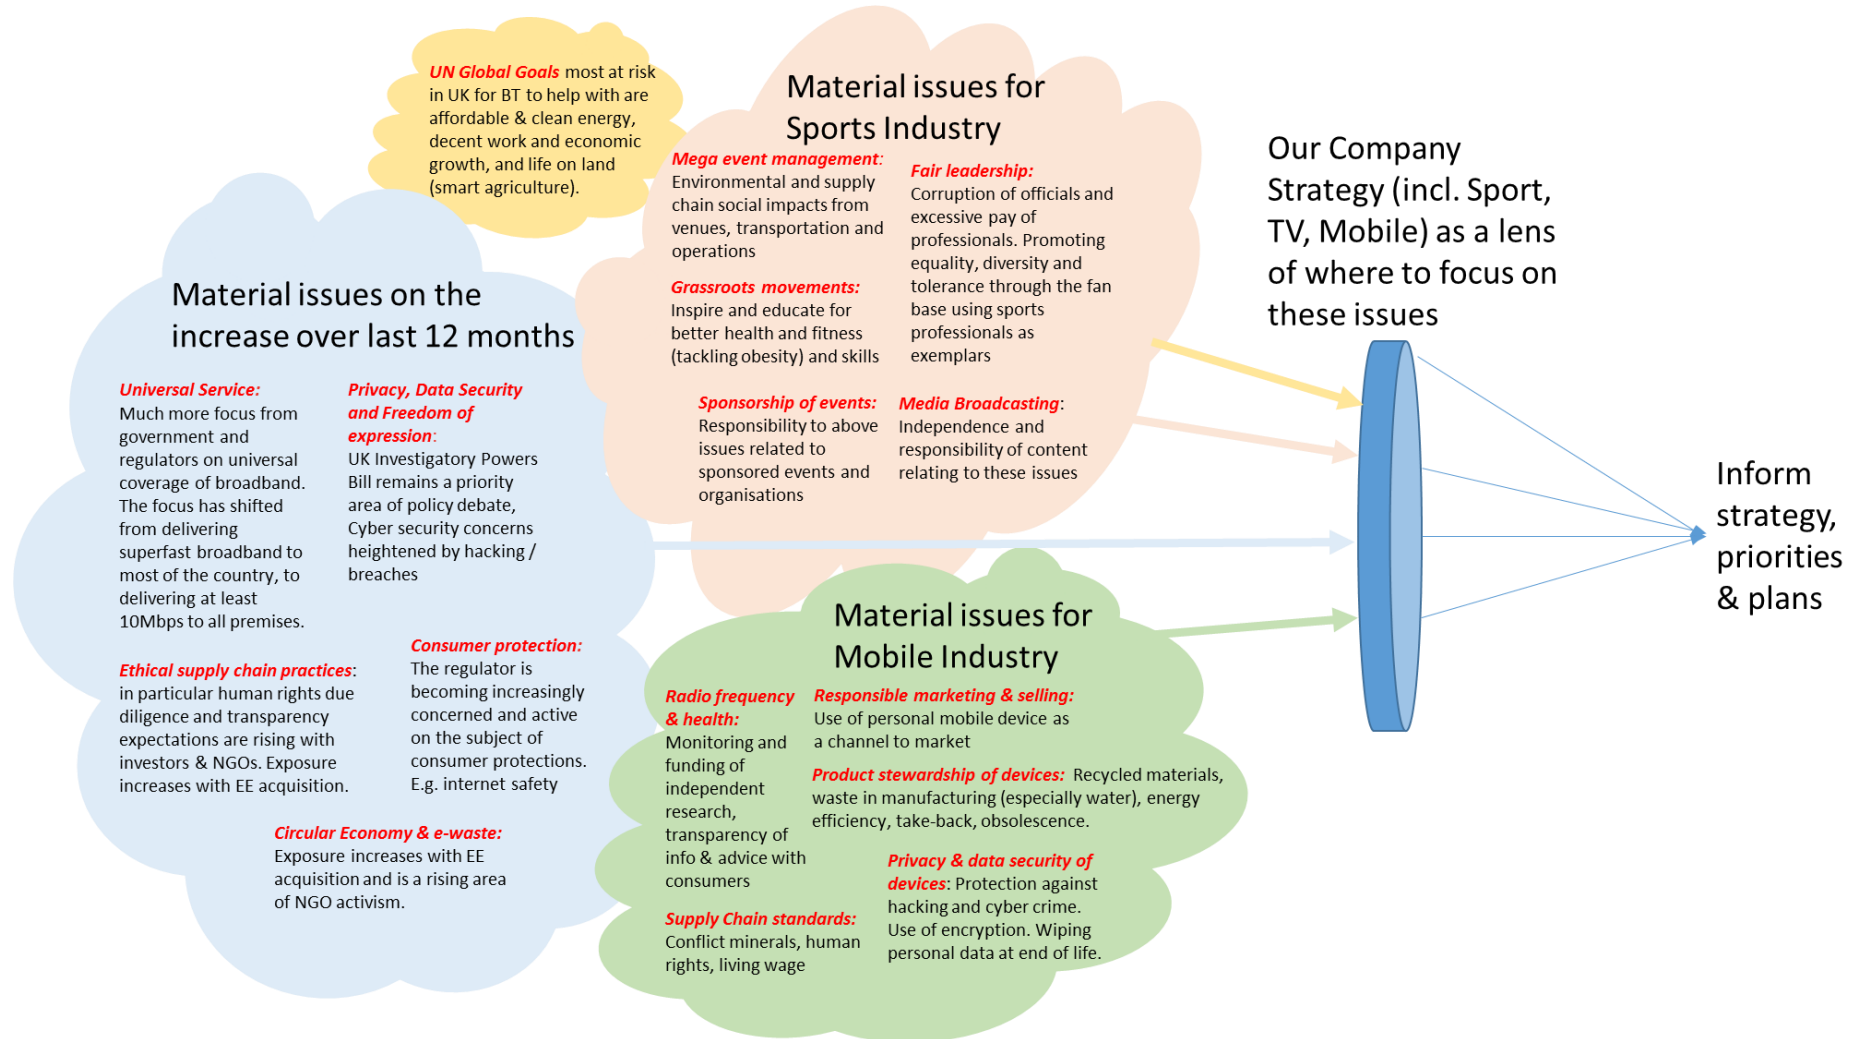 UN Global Goals most at risk
in UK for BT to help with are
affordable & clean energy,
decent work and economic
growth, and life on land
(smart agriculture).
Material issues for
Sports Industry
Mega event management:
Environmental and supply
chain social impacts from
venues, transportation and
operations
Grassroots movements:
Inspire and educate for
better health and fitness
(tackling obesity) and skills
Fair leadership:
Corruption of officials and
excessive pay of
professionals. Promoting
equality, diversity and
tolerance through the fan
base using sports
professionals as
exemplars
Sponsorship of events:
Responsibility to above
issues related to
sponsored events and
organisations
Media Broadcasting:
Independence and
responsibility of content
relating to these issues
Material issues on the
increase over last 12 months
Universal Service:
Much more focus from
government and
regulators on universal
coverage of broadband.
The focus has shifted
from delivering
superfast broadband to
most of the country, to
delivering at least
10Mbps to all premises.
Privacy, Data Security
and Freedom of
expression:
UK Investigatory Powers
Bill remains a priority
area of policy debate,
Cyber security concerns
heightened by hacking /
breaches
Ethical supply chain practices:
in particular human rights due
diligence and transparency
expectations are rising with
investors & NGOs. Exposure
increases with EE acquisition.
Consumer protection:
The regulator is
becoming increasingly
concerned and active
on the subject of
consumer protections.
E.g. internet safety
Circular Economy & e-waste:
Exposure increases with EE
acquisition and is a rising area
of NGO activism.
Material issues for
Mobile Industry
Radio frequency
& health:
Monitoring and
funding of
independent
research,
transparency of
info & advice with
consumers
Supply Chain standards:
Conflict minerals, human
rights, living wage
Responsible marketing & selling:
Use of personal mobile device as
a channel to market
Product stewardship of devices: Recycled materials,
waste in manufacturing (especially water), energy
efficiency, take-back, obsolescence.
Privacy & data security of
devices: Protection against
hacking and cyber crime.
Use of encryption. Wiping
personal data at end of life.
Our Company
Strategy (incl. Sport,
TV, Mobile) as a lens
of where to focus on
these issues
Inform
strategy,
priorities
& plans